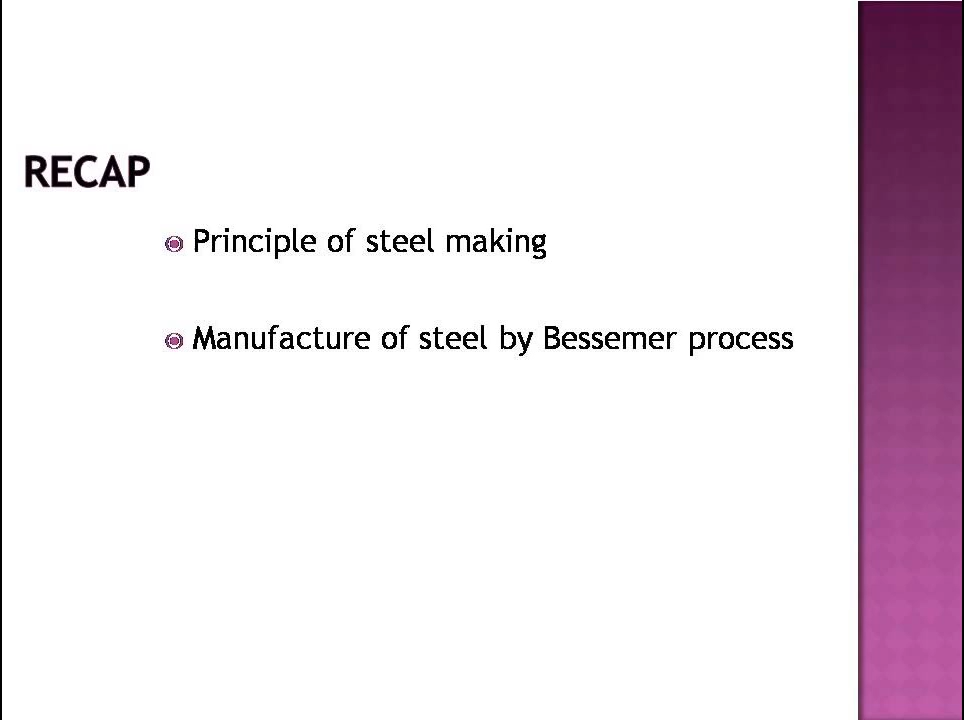 RECAP
Principle of steel making
Manufacture of steel by Bessemer process